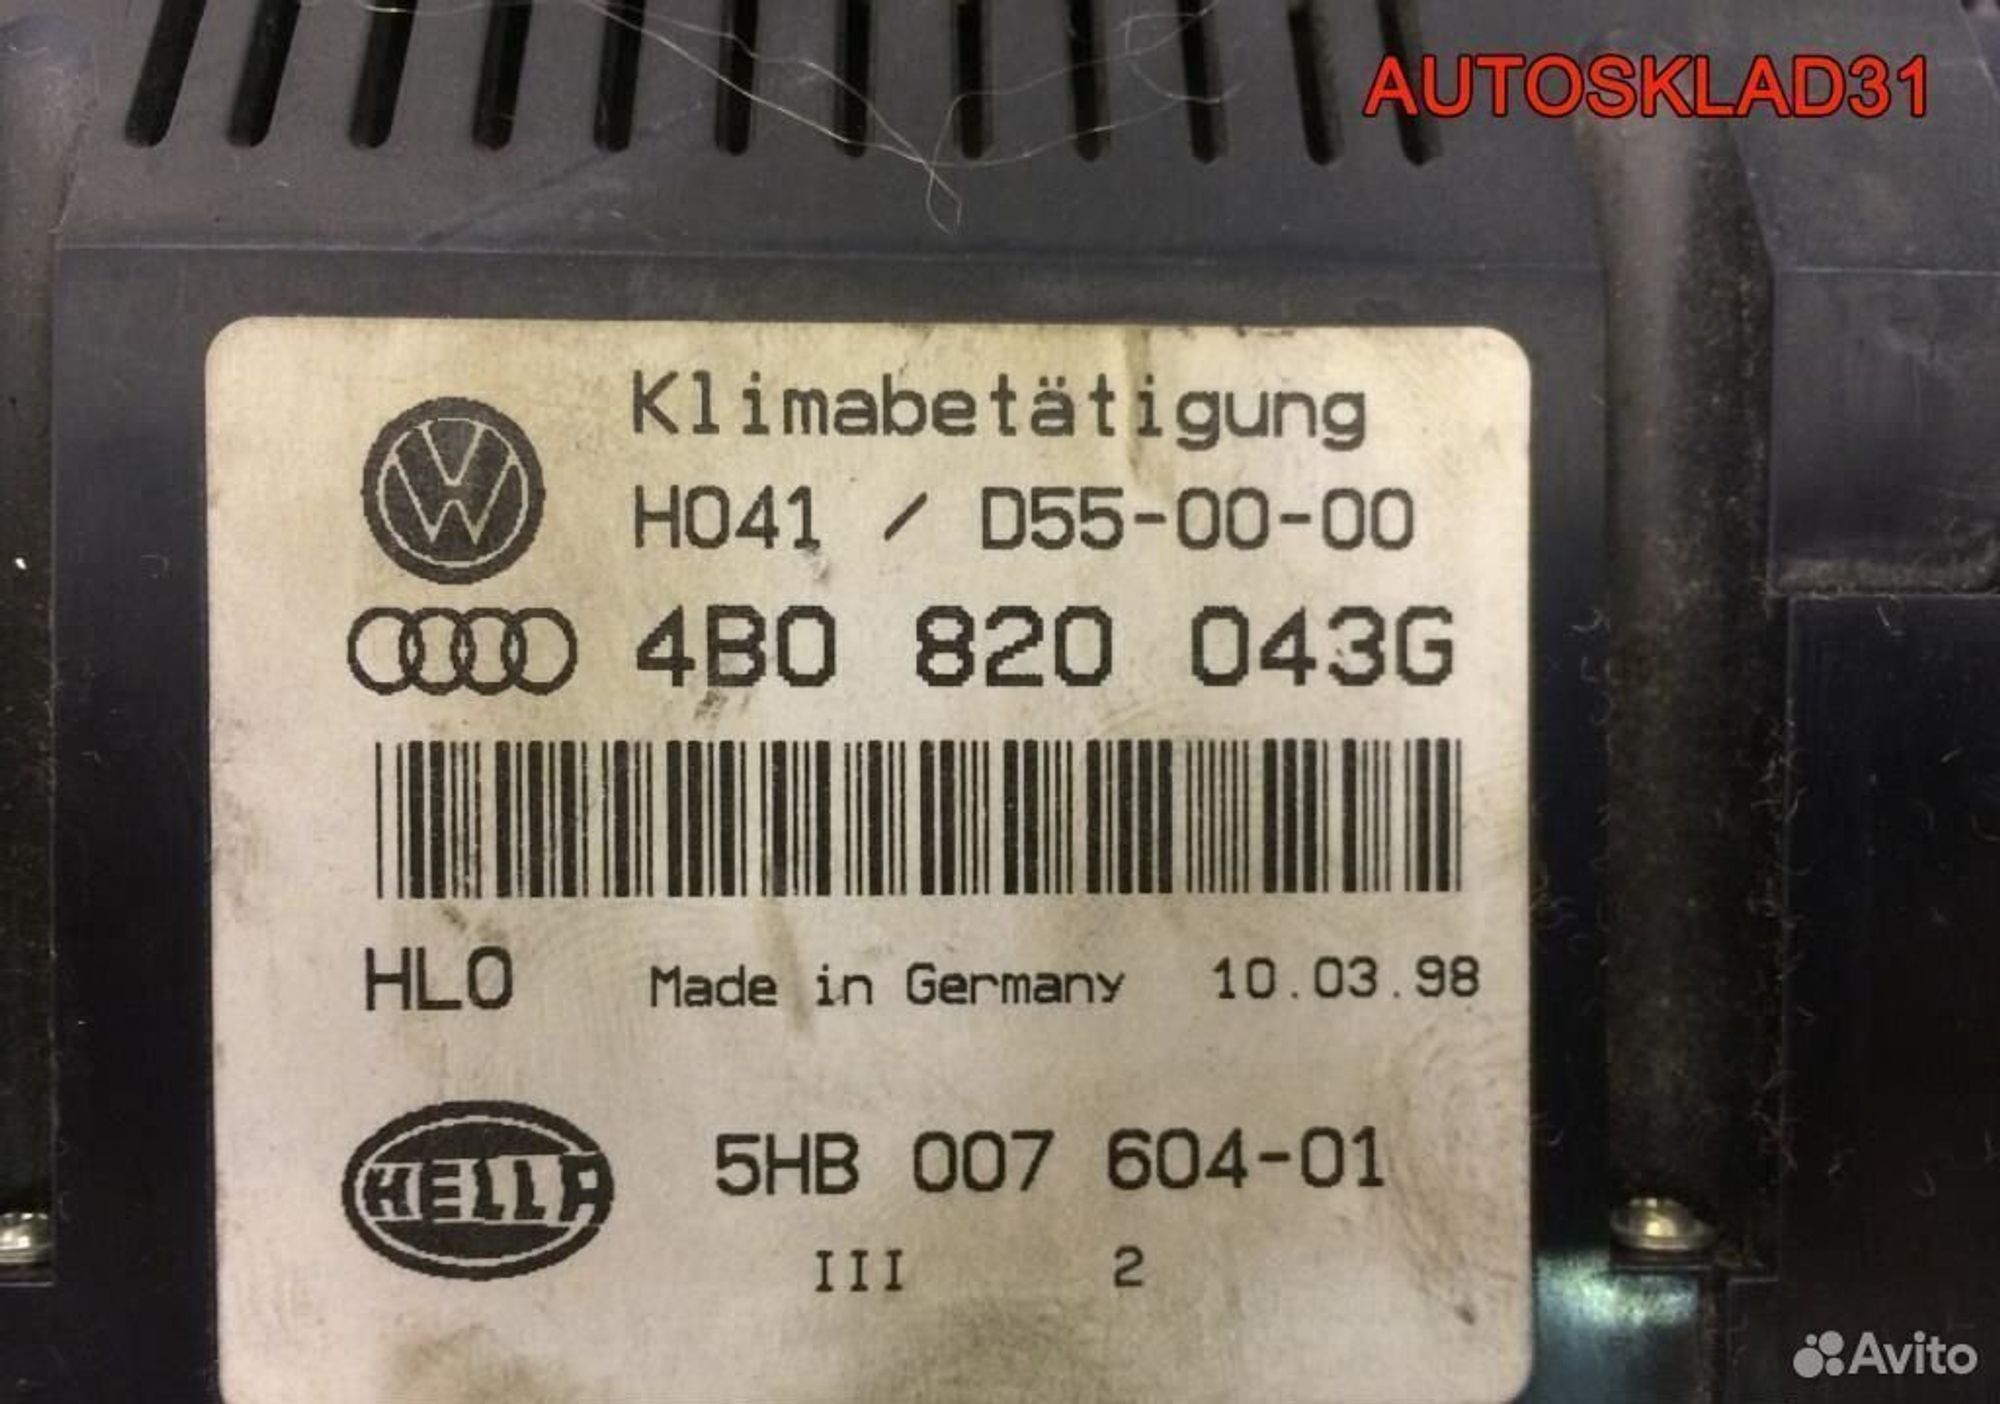 AUTOSKLAD31
Klimabetätigung
H041 / D55-00-00
4B0 820 043G
HL0 Made in Germany 10.03.98
HELLA 5HB 007 604-01
III 2
Avito